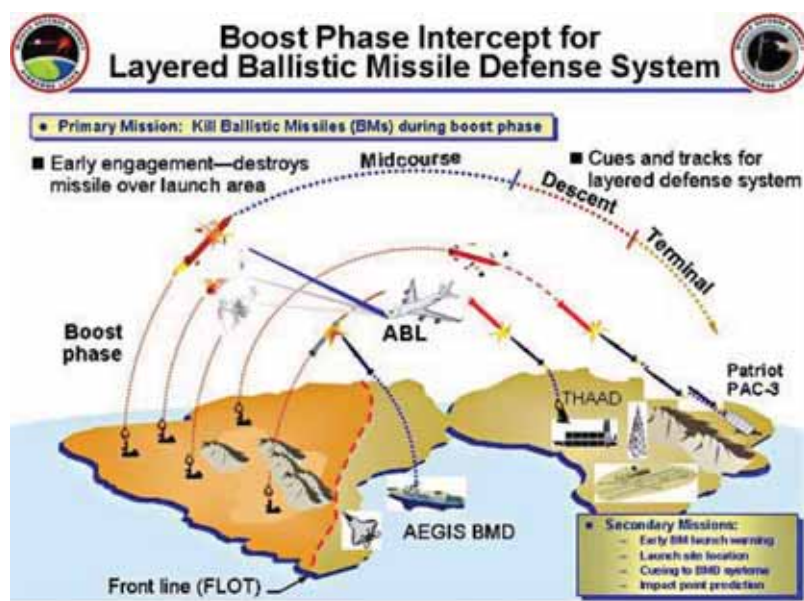 Boost Phase Intercept for
Layered Ballistic Missile Defense System
Primary Mission: Kill Ballistic Missiles (BMs) during boost phase
Early engagement—destroys
missile over launch area
Midcourse
Cues and tracks for
layered defense system
Descent
Terminal
Boost
phase
ABL
Patriot
PAC-3
THAAD
AEGIS BMD
Front line (FLOT)
Secondary Missions:
– Early BM launch warning
– Launch site location
– Cueing to BMD systems
– Impact point prediction